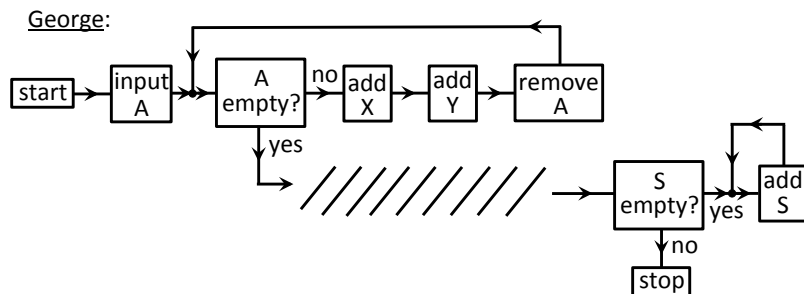 George:
start
input
A
A
empty?
no
add
X
add
Y
remove
A
yes
S
empty?
yes
add
S
no
stop